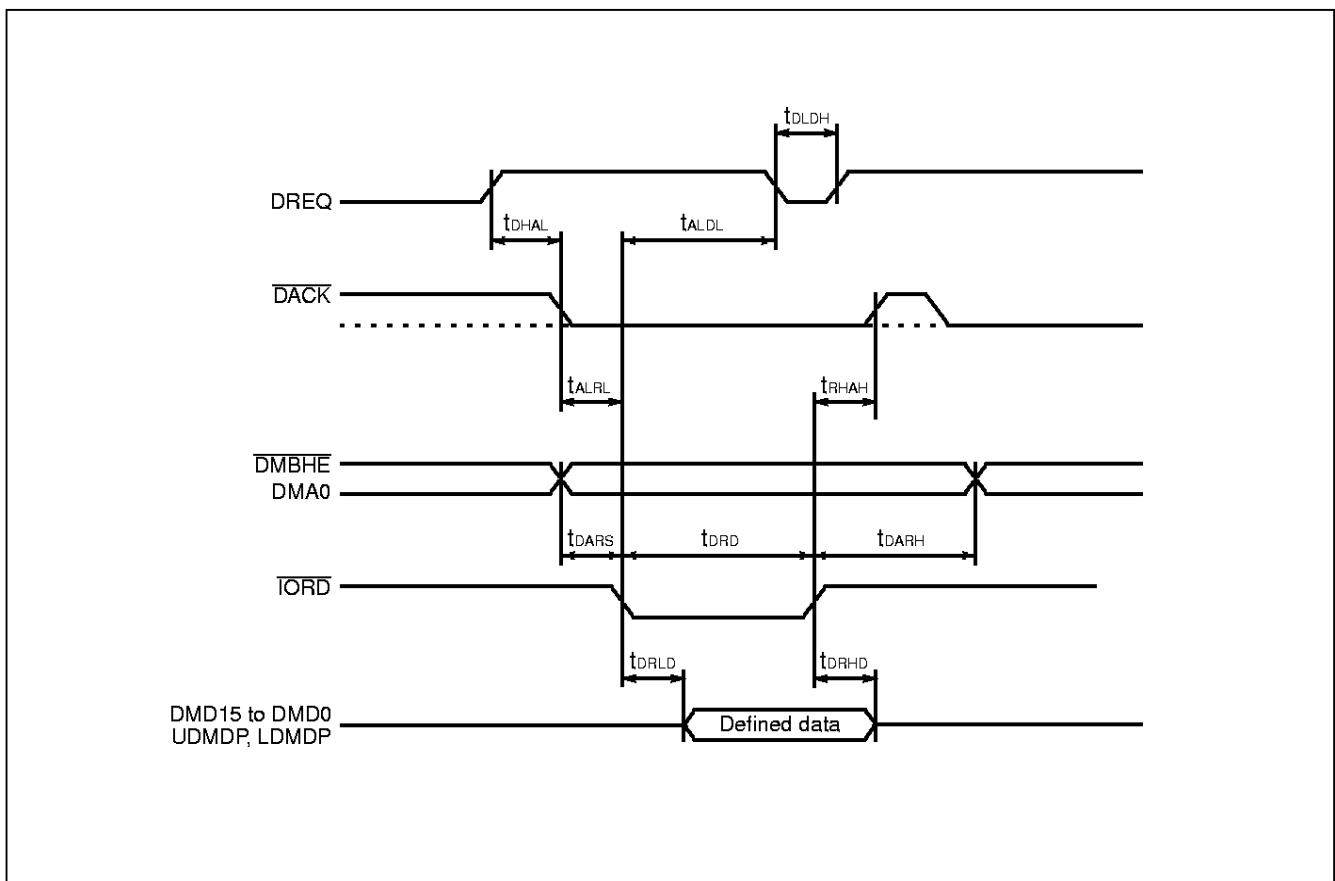 tDLDH
DREQ
tDHAL
tALDL
DACK
tALRL
tRHAH
DMBHE
DMA0
tDARS
tDRD
tDARH
IORD
tDRLD
tDRHD
DMD15 to DMD0
UDMDP, LDMDP
Defined data